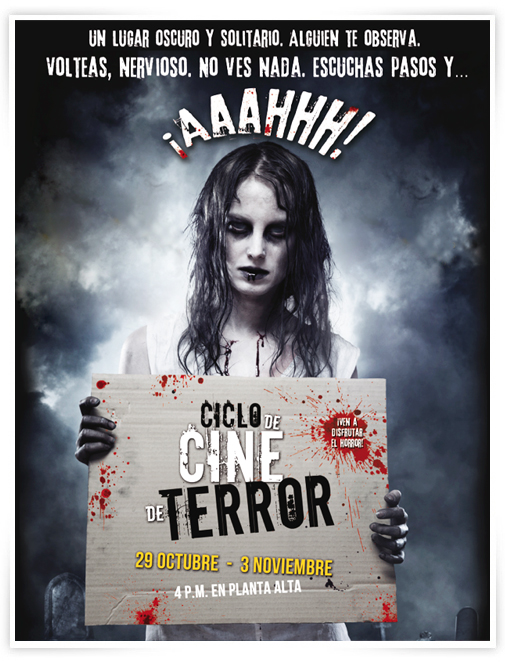 UN LUGAR OSCURO Y SOLITARIO. ALGUIEN TE OBSERVA.
VOLTEAS, NERVIOSO. NO VES NADA. ESCUCHAS PASOS Y...
¡AAAHHH!
CICLO DE
CINE
DE TERROR
¡VEN A
DISFRUTAR
EL HORROR!
29 OCTUBRE - 3 NOVIEMBRE
4 P.M. EN PLANTA ALTA